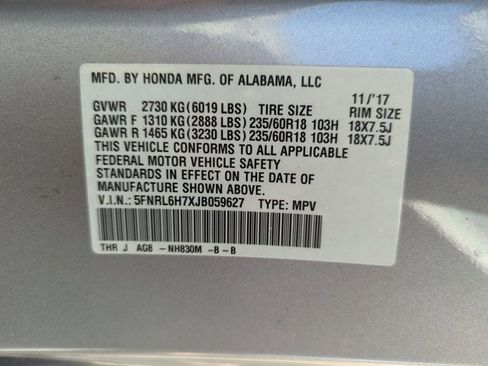 MFD. BY HONDA MFG. OF ALABAMA, LLC
11/'17
GVWR 2730 KG(6019 LBS) TIRE SIZE RIM SIZE
GAWR F 1310 KG(2888 LBS) 235/60R18 103H 18X7.5J
GAWR R 1465 KG(3230 LBS) 235/60R18 103H 18X7.5J
THIS VEHICLE CONFORMS TO ALL APPLICABLE
FEDERAL MOTOR VEHICLE SAFETY
STANDARDS IN EFFECT ON THE DATE OF
MANUFACTURE SHOWN ABOVE.
V.I.N.: 5FNRL6H7XJB059627 TYPE: MPV
THR J AG8 - NH830M - B - B